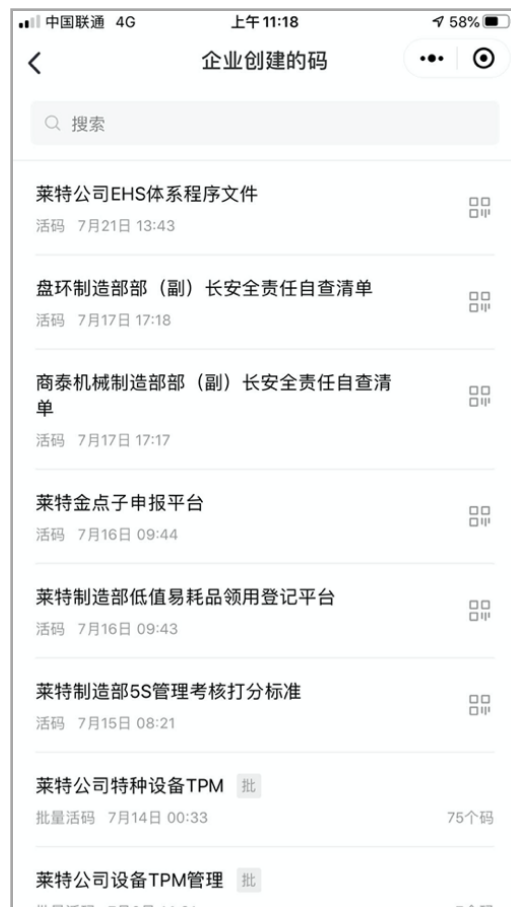 中国联通 4G 上午11:18 58%
企业创建的码
搜索
莱特公司EHS体系程序文件
活码 7月21日 13:43
盘环制造部部（副）长安全责任自查清单
活码 7月17日 17:18
商泰机械制造部部（副）长安全责任自查清
单
活码 7月17日 17:17
莱特金点子申报平台
活码 7月16日 09:44
莱特制造部低值易耗品领用登记平台
活码 7月16日 09:43
莱特制造部5S管理考核打分标准
活码 7月15日 08:21
莱特公司特种设备TPM 批
批量活码 7月14日 00:33 75个码
莱特公司设备TPM管理 批